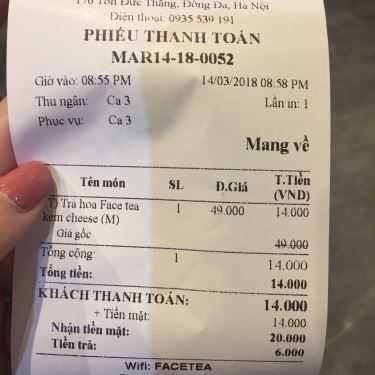 176 Tôn Đức Thắng, Đống Đa, Hà Nội
Điện thoại: 0935 539 191
PHIẾU THANH TOÁN
MAR14-18-0052
Giờ vào: 08:55 PM 14/03/2018 08:58 PM
Thu ngân: Ca 3 Lần in: 1
Phục vụ: Ca 3
Mang về
Tên món SL Đ.Giá T.Tiền
(VND)
(T) Trà hoa Face tea 1 49.000 14.000
kem cheese (M)
Giá gốc 49.000
Tổng cộng: 1 14.000
Tổng tiền: 14.000
KHÁCH THANH TOÁN: 14.000
+ Tiền mặt: 14.000
Nhận tiền mặt: 20.000
Tiền trả: 6.000
Wifi: FACETEA